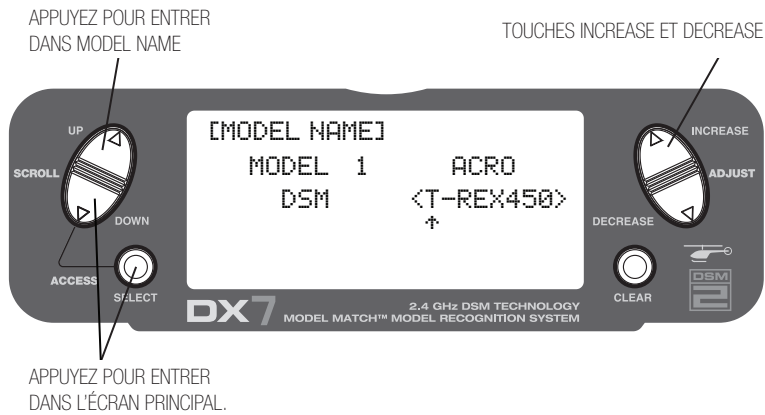 APPUYEZ POUR ENTRER
DANS MODEL NAME
TOUCHES INCREASE ET DECREASE
UP
SCROLL
DOWN
ACCESS
SELECT
[MODEL NAME]
MODEL 1 ACRO
DSM <T-REX450>
INCREASE
ADJUST
DECREASE
CLEAR
DSM
2
DX7
2.4 GHz DSM TECHNOLOGY
MODEL MATCH™ MODEL RECOGNITION SYSTEM
APPUYEZ POUR ENTRER
DANS L'ÉCRAN PRINCIPAL.